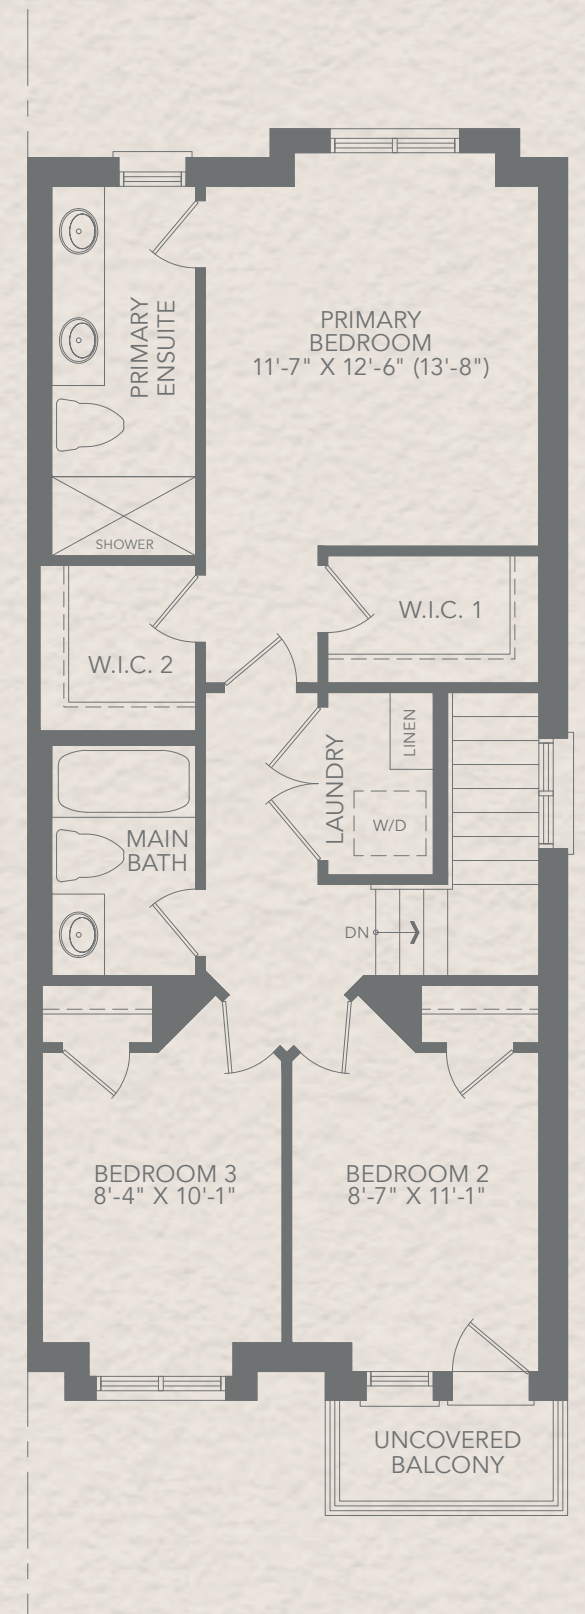 PRIMARY
ENSUITE
PRIMARY
BEDROOM
11'-7" X 12'-6" (13'-8")
SHOWER
W.I.C. 1
W.I.C. 2
LINEN
LAUNDRY
W/D
MAIN
BATH
DN
BEDROOM 3
8'-4" X 10'-1"
BEDROOM 2
8'-7" X 11'-1"
UNCOVERED
BALCONY